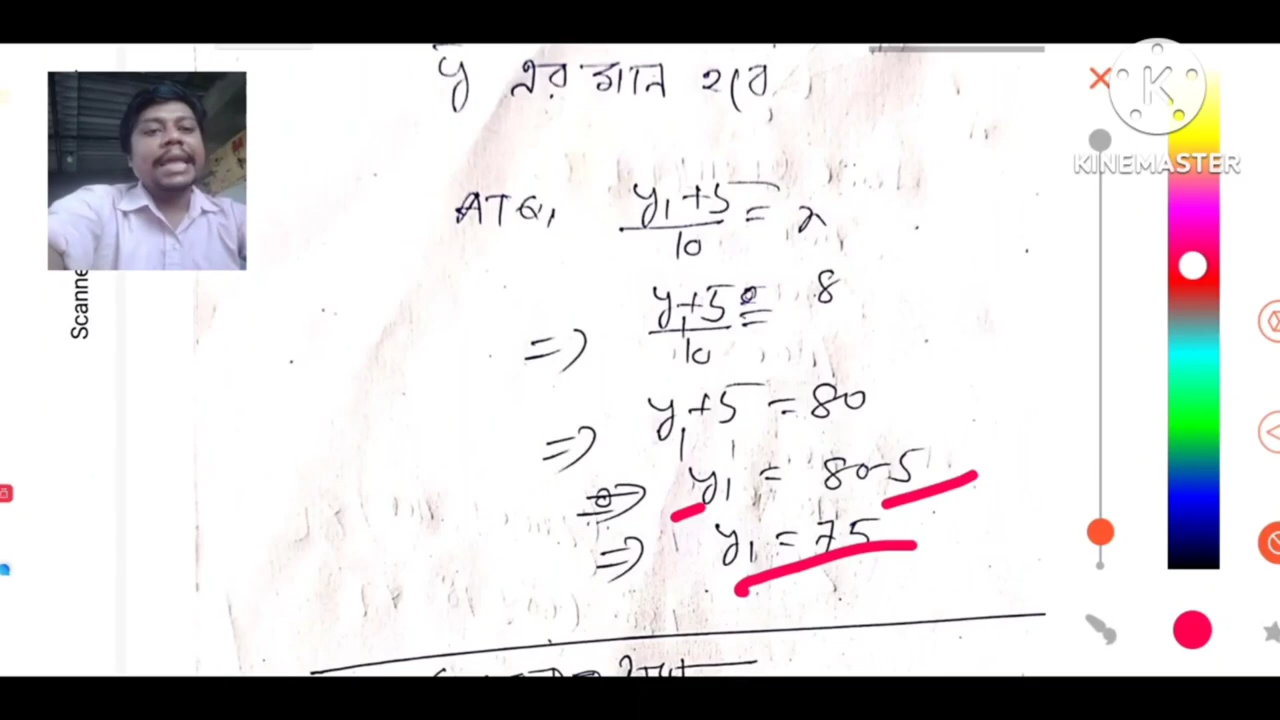 y এর মান হবে
ATQ, (y₁+5)/10 = x
=> (y₁+5)/10 = 8
=> y₁+5 = 80
=> y₁ = 80-5
=> y₁ = 75
Scanne
K
KINEMASTER